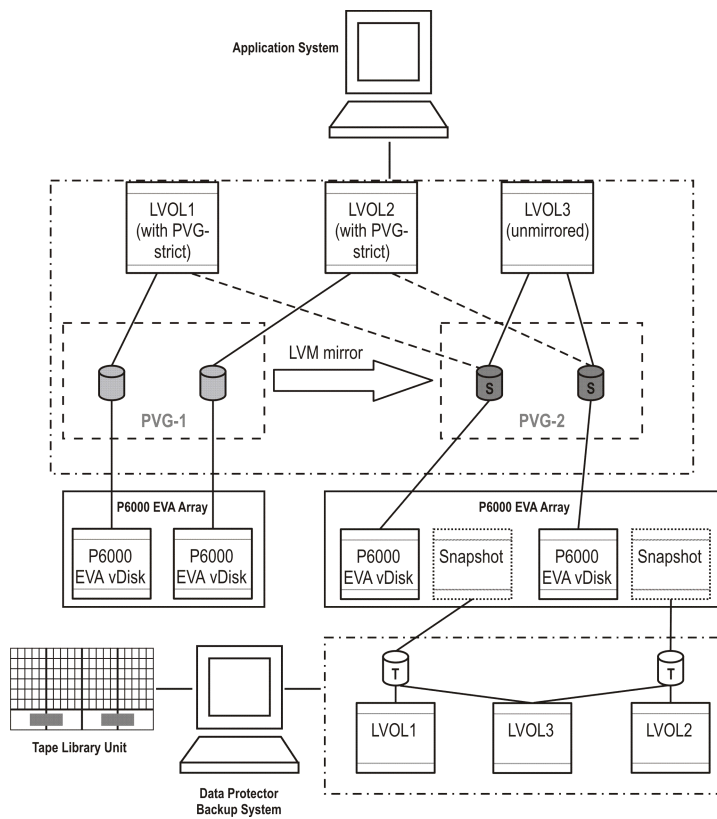 Application System
LVOL1
(with PVG-
strict)
LVOL2
(with PVG-
strict)
LVOL3
(unmirrored)
LVM mirror
S
S
PVG-1
PVG-2
P6000 EVA Array
P6000 EVA Array
P6000
EVA vDisk
P6000
EVA vDisk
P6000
EVA vDisk
Snapshot
P6000
EVA vDisk
Snapshot
T
T
LVOL1
LVOL3
LVOL2
Tape Library Unit
Data Protector
Backup System